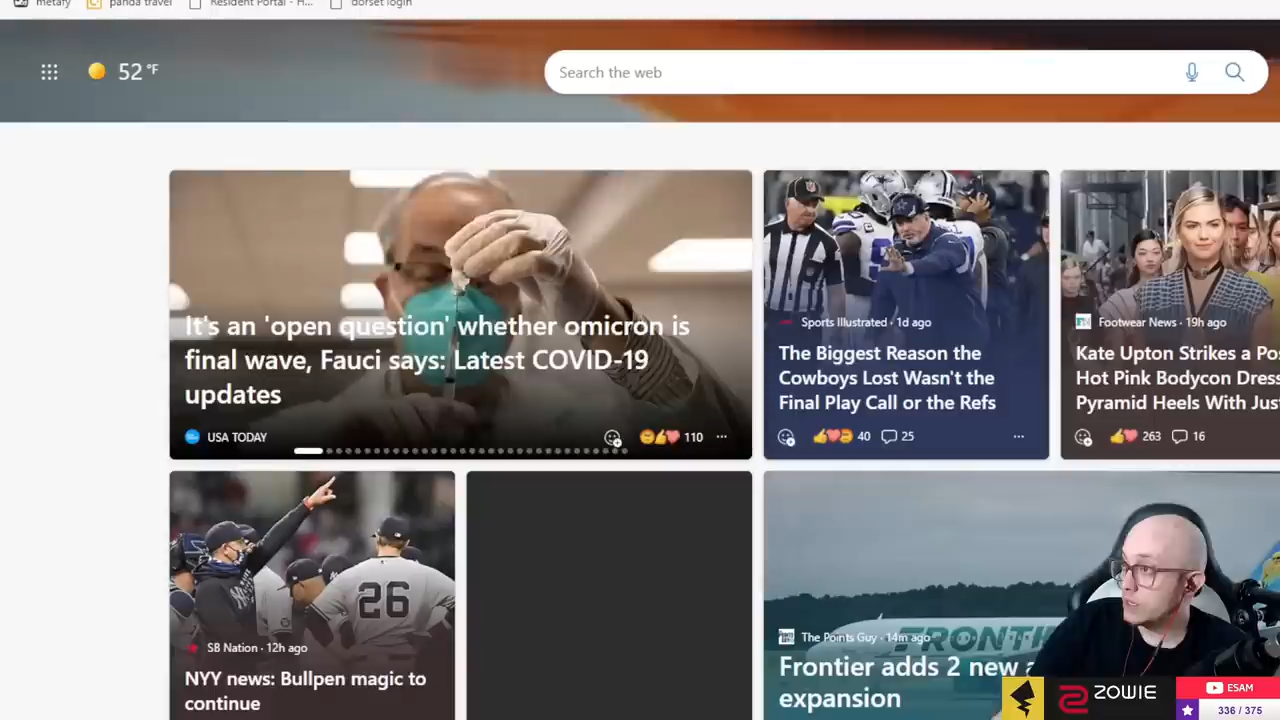 metafy
panda travel
Resident Portal - H...
dorset login
52 °F
Search the web
It's an 'open question' whether omicron is
final wave, Fauci says: Latest COVID-19
updates
USA TODAY
110
Sports Illustrated · 1d ago
The Biggest Reason the
Cowboys Lost Wasn't the
Final Play Call or the Refs
40
25
Footwear News · 19h ago
Kate Upton Strikes a Po
Hot Pink Bodycon Dres
Pyramid Heels With Jus
263
16
26
SB Nation · 12h ago
NYY news: Bullpen magic to
continue
The Points Guy · 14m ago
FRONTI
Frontier adds 2 new
expansion
ZOWIE
ESAM
336 / 375